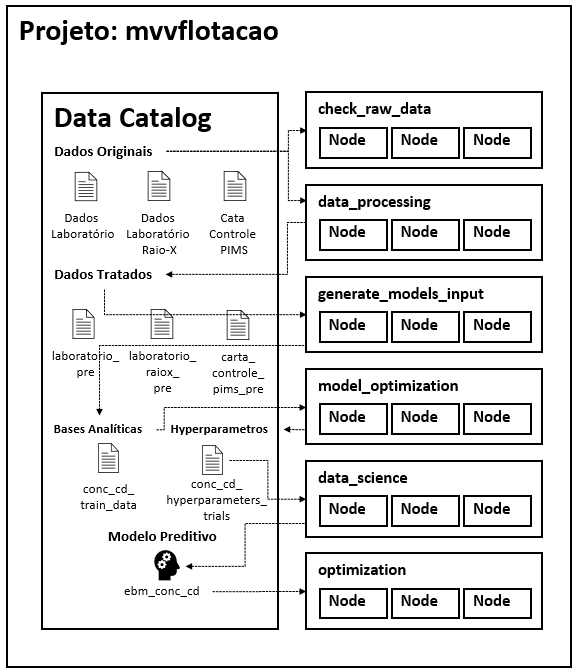 Projeto: mvvflotacao
Data Catalog
Dados Originais
Dados
Laboratório
Dados
Laboratório
Raio-X
Cata
Controle
PIMS
Dados Tratados
laboratorio_
pre
laboratorio_
raiox_
pre
carta_
controle_
pims_pre
Bases Analíticas
Hyperparametros
conc_cd_
train_data
conc_cd_
hyperparameters_
trials
Modelo Preditivo
ebm_conc_cd
check_raw_data
Node Node Node
data_processing
Node Node Node
generate_models_input
Node Node Node
model_optimization
Node Node Node
data_science
Node Node Node
optimization
Node Node Node